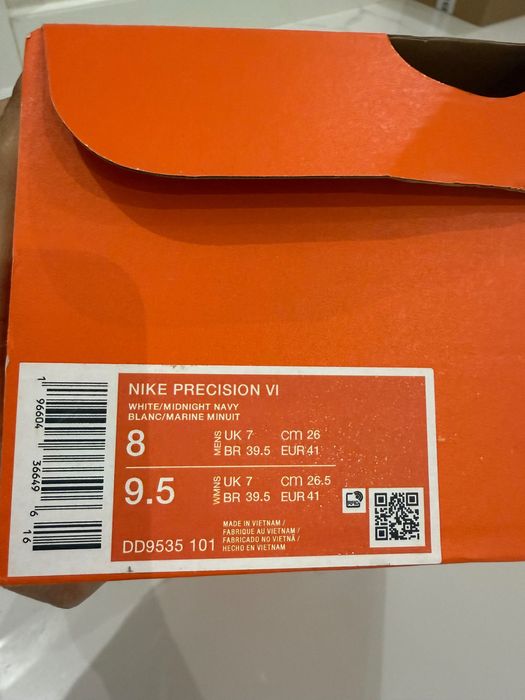 NIKE PRECISION VI
WHITE/MIDNIGHT NAVY
BLANC/MARINE MINUIT
8 MENS UK 7 cm 26
BR 39.5 EUR 41
9.5 WMNS UK 7 cm 26.5
BR 39.5 EUR 41
DD9535 101
MADE IN VIETNAM /
FABRIQUE AU VIETNAM /
FABRICADO NO VIETNÃ /
HECHO EN VIETNAM
RFID
1 96604 36649 6 16